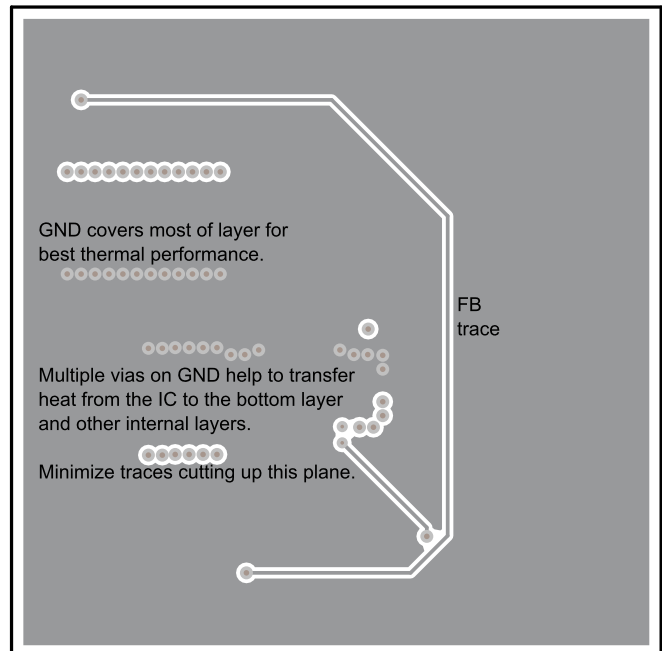 GND covers most of layer for
best thermal performance.
FB
trace
Multiple vias on GND help to transfer
heat from the IC to the bottom layer
and other internal layers.
Minimize traces cutting up this plane.